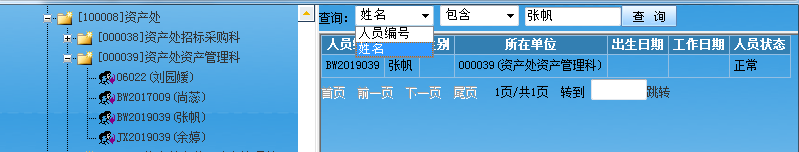 [100008]资产处
[000038]资产处招标采购科
[000039]资产处资产管理科
06022(刘园媛)
BW2017009(尚蕊)
BW2019039(张帆)
JX2019039(余婷)
查询: 姓名 包含 张帆 查 询
人员编号
姓名
人员编 别 所在单位 出生日期 工作日期 人员状态
BW2019039 张帆 000039(资产处资产管理科) 正常
首页 前一页 下一页 尾页 1页/共1页 转到 跳转